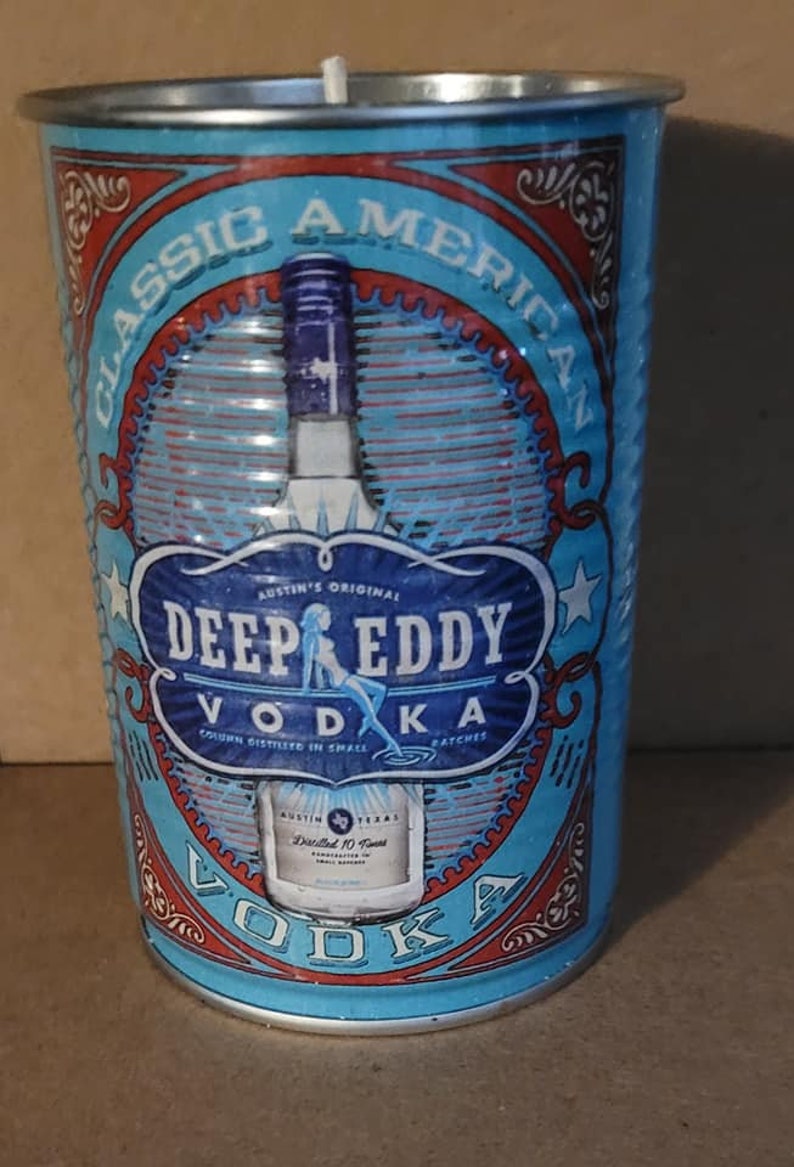 CLASSIC AMERICAN
AUSTIN'S ORIGINAL
DEEP EDDY
VODKA
COLUMN DISTILLED IN SMALL BATCHES
AUSTIN TEXAS
Distilled 10 Times
HANDCRAFTED IN
SMALL BATCHES
VODKA